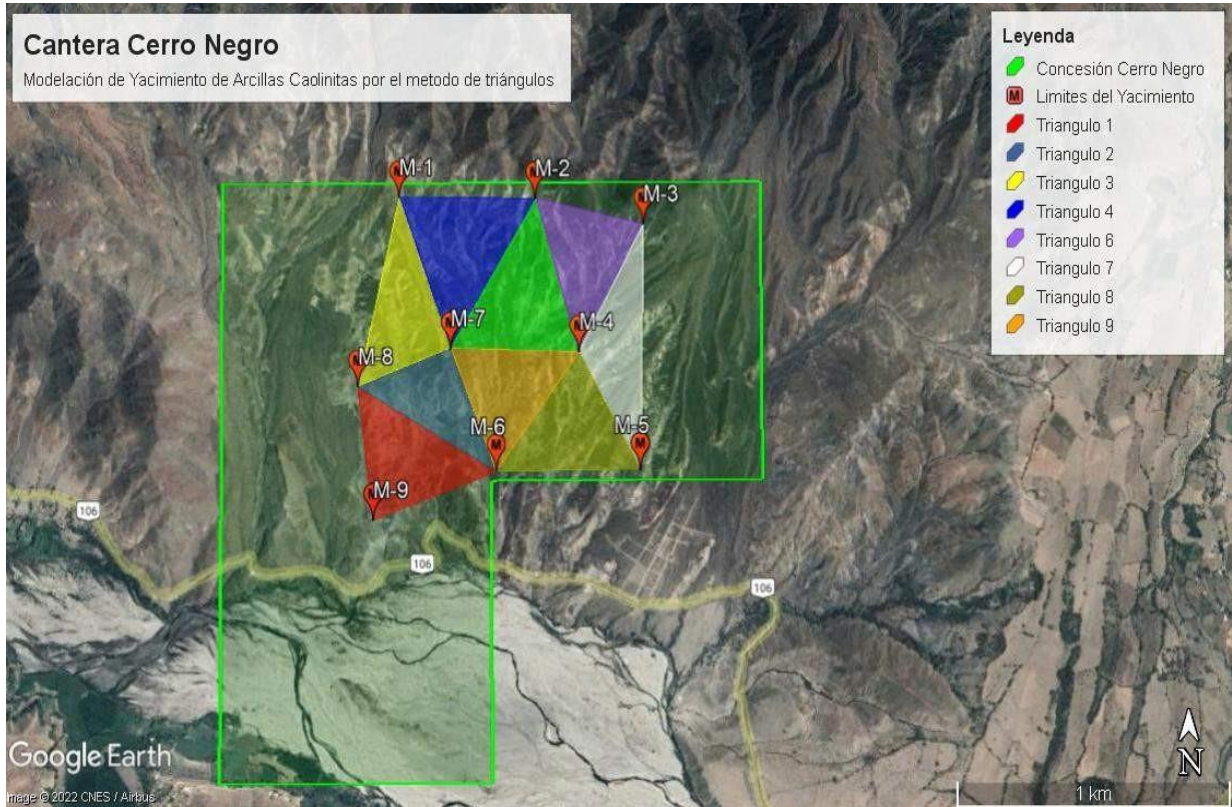 Cantera Cerro Negro
Modelación de Yacimiento de Arcillas Caolinitas por el metodo de triángulos
Leyenda
Concesión Cerro Negro
M Limites del Yacimiento
Triangulo 1
Triangulo 2
Triangulo 3
Triangulo 4
Triangulo 6
Triangulo 7
Triangulo 8
Triangulo 9
M-1
M-2
M-3
M-7
M-4
M-8
M-6
M
M-5
M
M-9
106
106
106
Google Earth
Image © 2022 CNES / Airbus
N
1 km